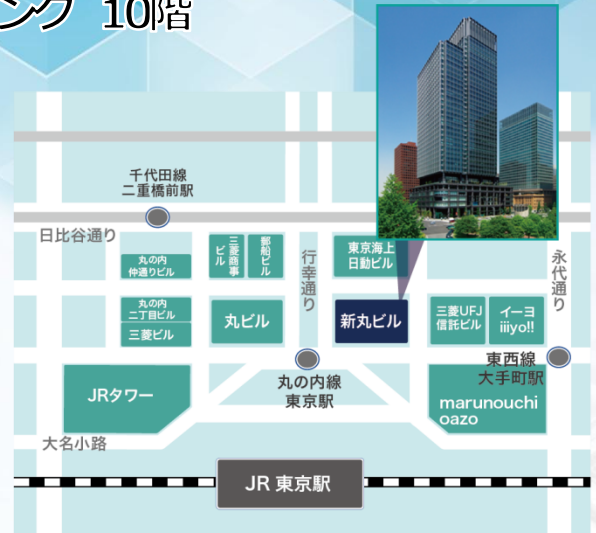 ング 10階
千代田線
二重橋前駅
日比谷通り
丸の内
仲通りビル
三菱商事
ビル
郵船ビル
行幸通り
東京海上
日動ビル
永代通り
丸の内
二丁目ビル
三菱ビル
丸ビル
新丸ビル
三菱UFJ
信託ビル
イーヨ
iiiyo!!
東西線
大手町駅
丸の内線
東京駅
JRタワー
marunouchi
oazo
大名小路
JR 東京駅